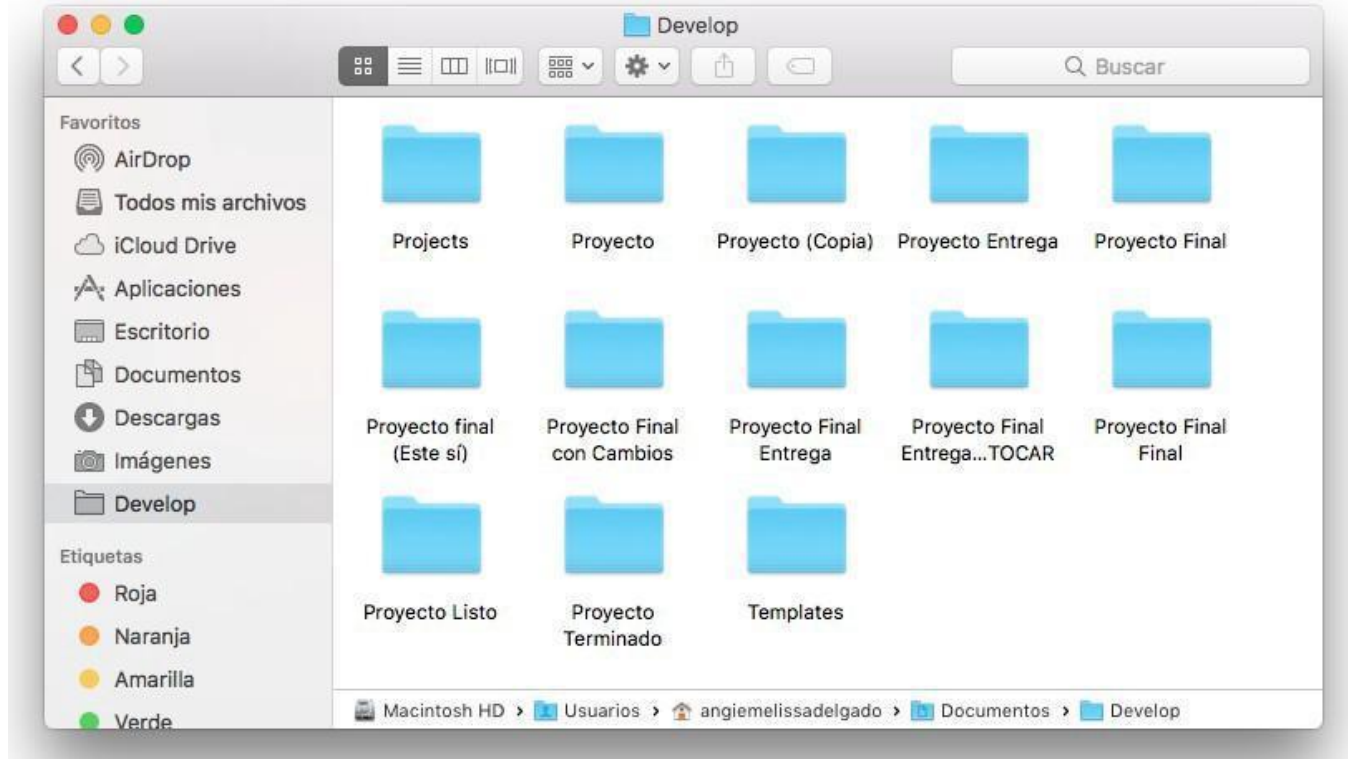 Develop
Buscar
Favoritos
AirDrop
Todos mis archivos
iCloud Drive
Aplicaciones
Escritorio
Documentos
Descargas
Imágenes
Develop
Etiquetas
Roja
Naranja
Amarilla
Verde
Projects
Proyecto
Proyecto (Copia)
Proyecto Entrega
Proyecto Final
Proyecto final
(Este sí)
Proyecto Final
con Cambios
Proyecto Final
Entrega
Proyecto Final
Entrega...TOCAR
Proyecto Final
Final
Proyecto Listo
Proyecto
Terminado
Templates
Macintosh HD › Usuarios › angiemelissadelgado › Documentos › Develop